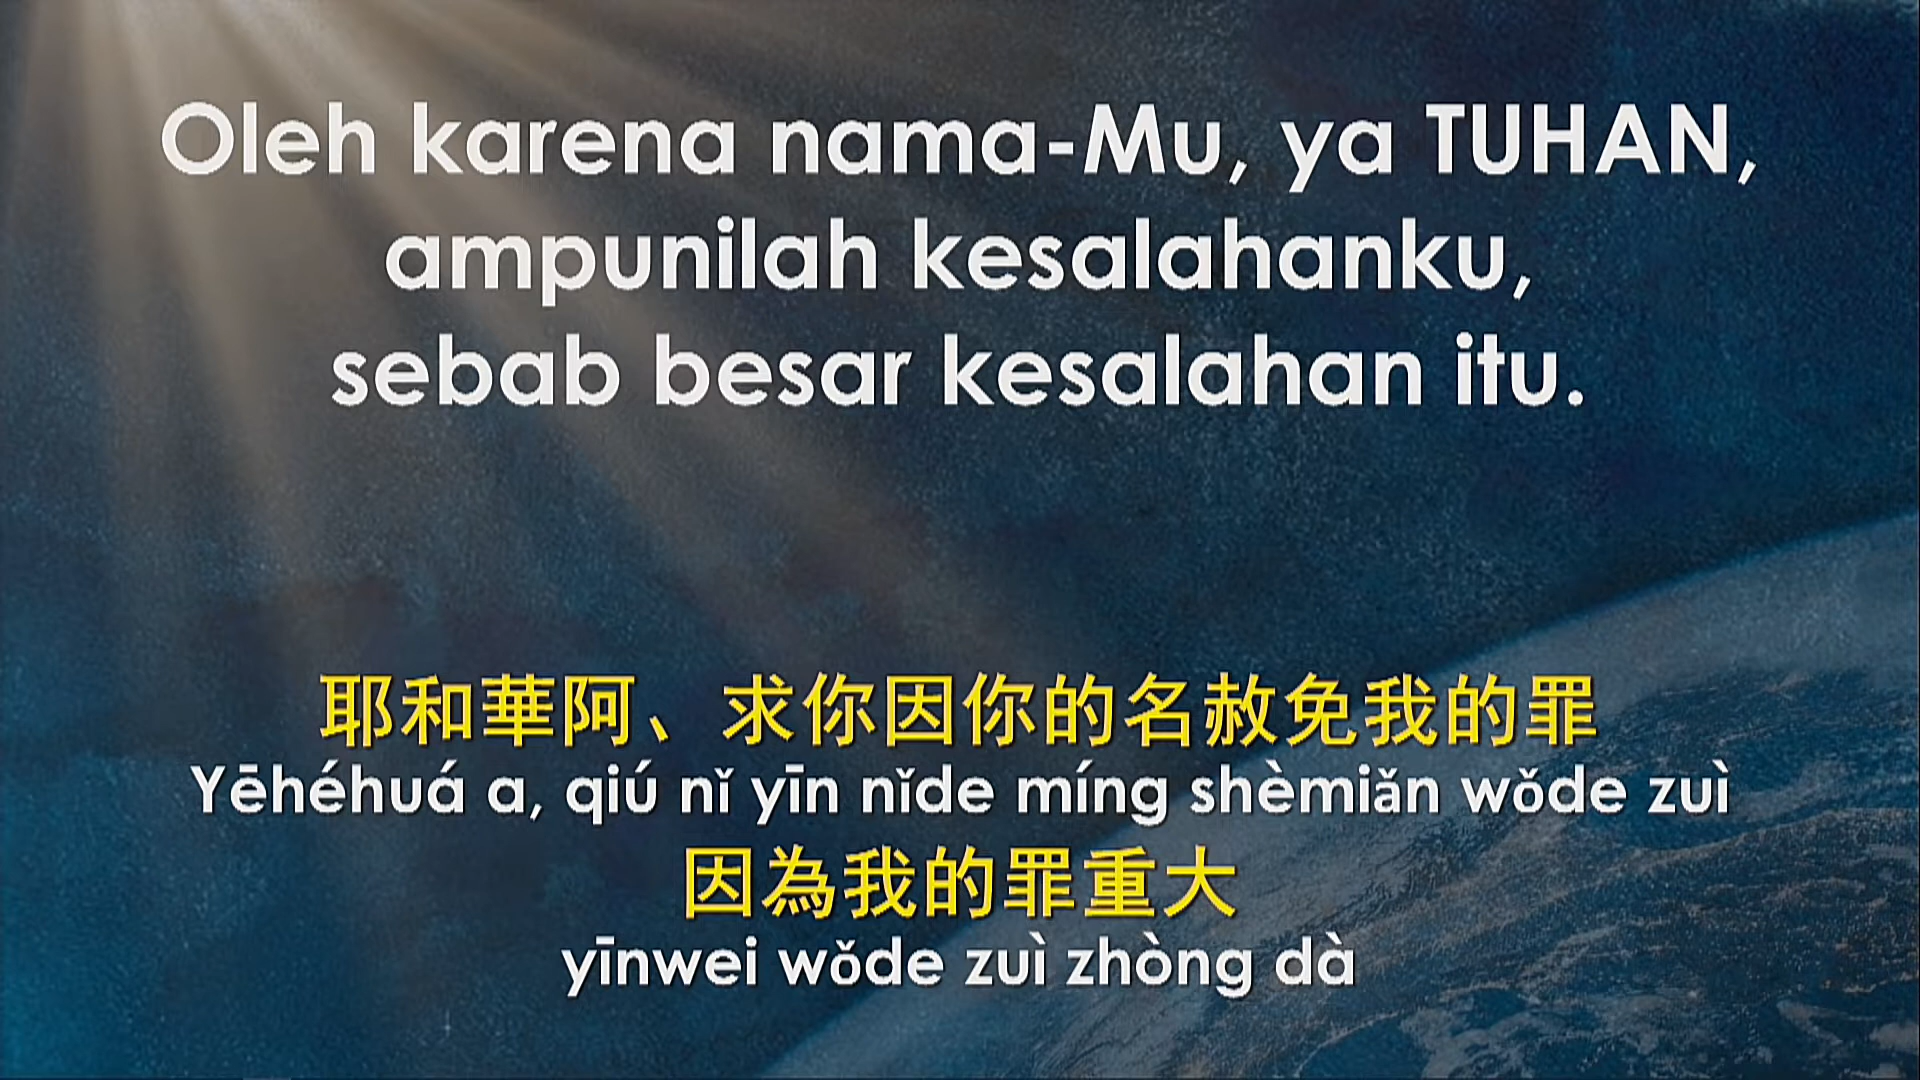 Oleh karena nama-Mu, ya TUHAN,
ampunilah kesalahanku,
sebab besar kesalahan itu.
耶和華阿、求你因你的名赦免我的罪
Yēhéhuá a, qiú nǐ yīn nǐde míng shèmiǎn wǒde zuì
因為我的罪重大
yīnwei wǒde zuì zhòng dà